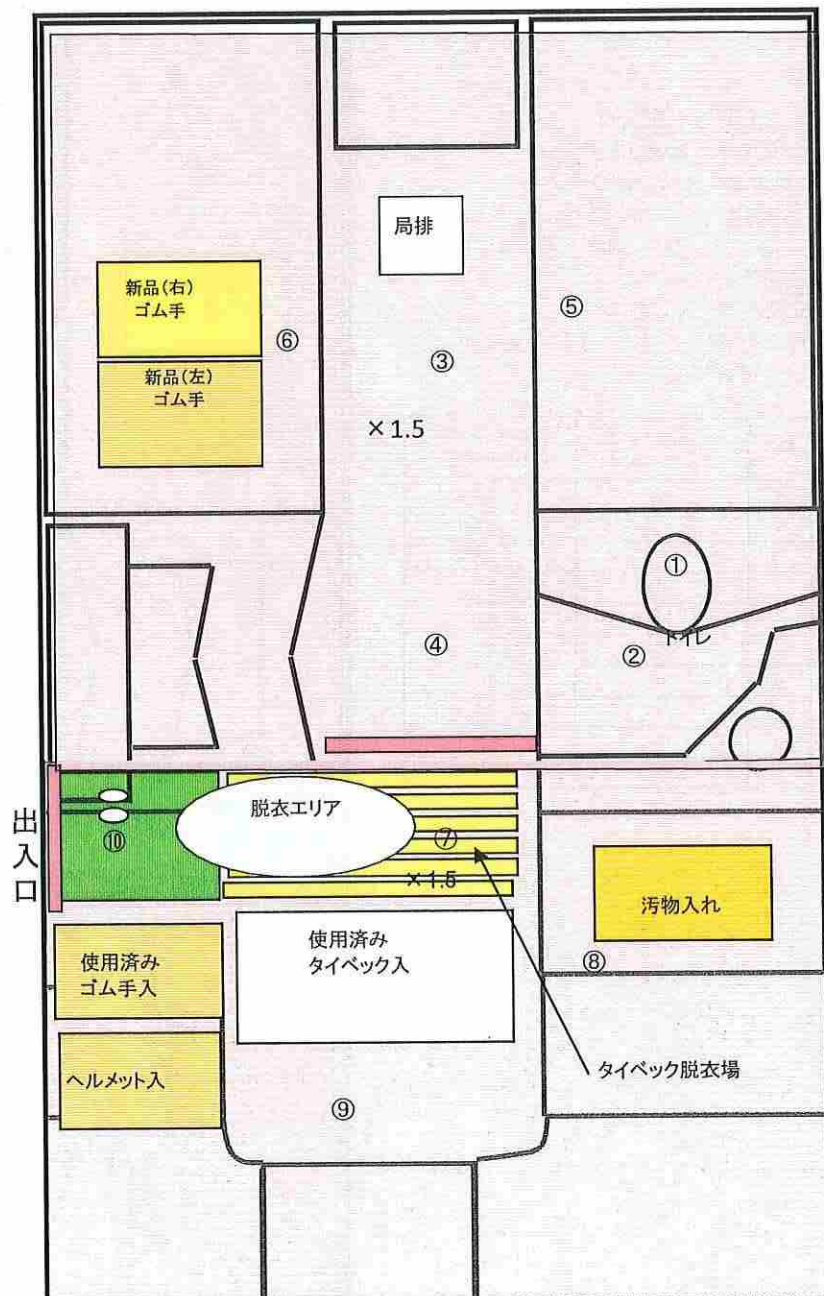 局排
新品(右)
ゴム手
⑥
新品(左)
ゴム手
③
⑤
×1.5
①
トイレ
②
④
出入口
⑩
脱衣エリア
⑦
×1.5
汚物入れ
使用済み
ゴム手入
使用済み
タイベック入
⑧
ヘルメット入
タイベック脱衣場
⑨